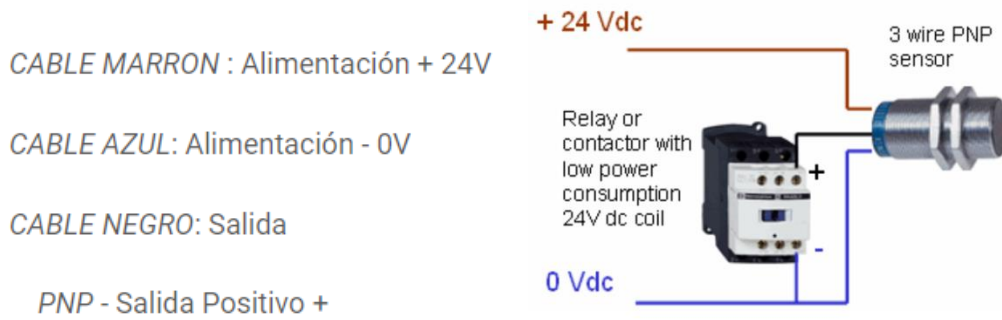 CABLE MARRON : Alimentación + 24V
CABLE AZUL: Alimentación - 0V
CABLE NEGRO: Salida
PNP - Salida Positivo +
+ 24 Vdc
3 wire PNP
sensor
Relay or
contactor with
low power
consumption
24V dc coil
+
-
0 Vdc